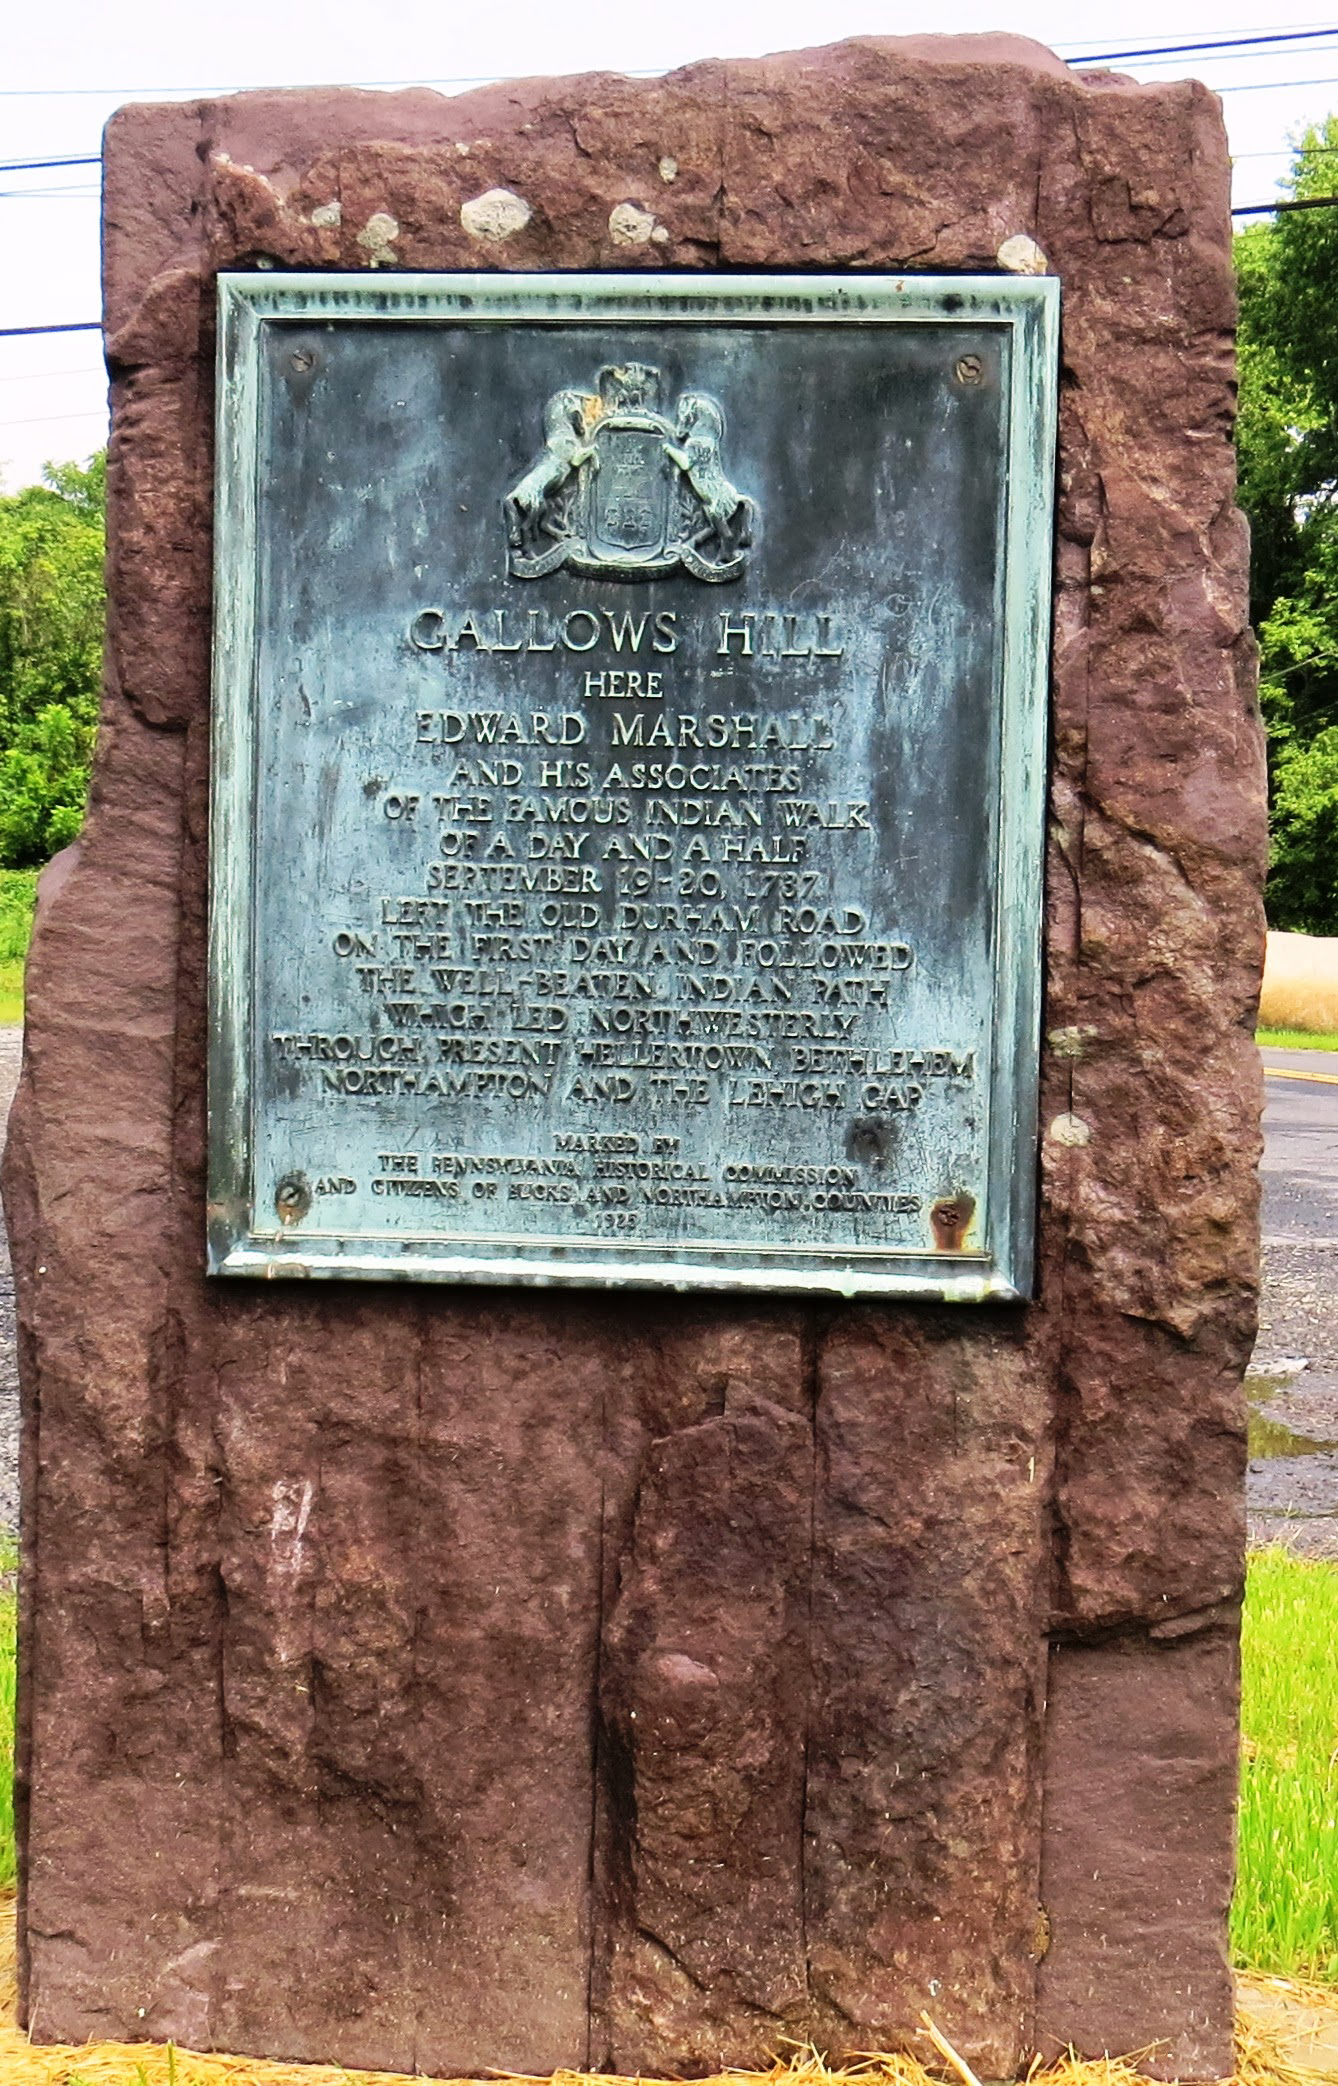 GALLOWS HILL
HERE
EDWARD MARSHALL
AND HIS ASSOCIATES
OF THE FAMOUS INDIAN WALK
OF A DAY AND A HALF
SEPTEMBER 19-20, 1737
LEFT THE OLD DURHAM ROAD
ON THE FIRST DAY AND FOLLOWED
THE WELL-BEATEN INDIAN PATH
WHICH LED NORTHWESTERLY
THROUGH PRESENT HELLERTOWN BETHLEHEM
NORTHAMPTON AND THE LEHIGH GAP
MARKED BY
THE PENNSYLVANIA HISTORICAL COMMISSION
AND CITIZENS OF BUCKS AND NORTHAMPTON COUNTIES
1925